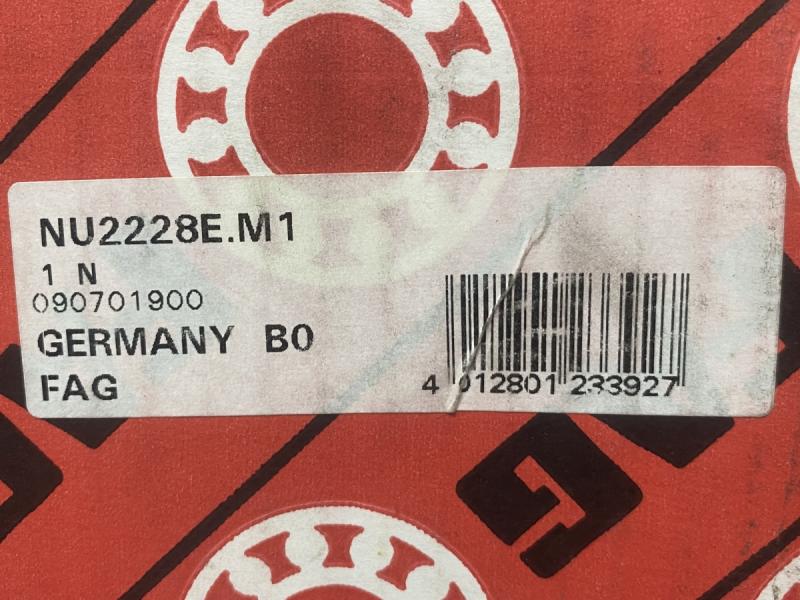 NU2228E.M1
1 N
090701900
GERMANY B0
FAG
4 012801 233927